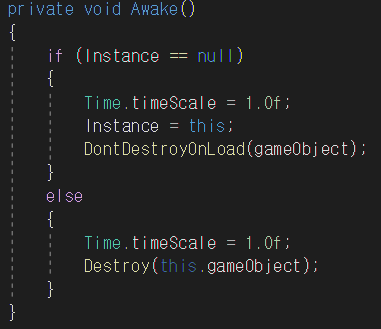 private void Awake()
{
    if (Instance == null)
    {
        Time.timeScale = 1.0f;
        Instance = this;
        DontDestroyOnLoad(gameObject);
    }
    else
    {
        Time.timeScale = 1.0f;
        Destroy(this.gameObject);
    }
}